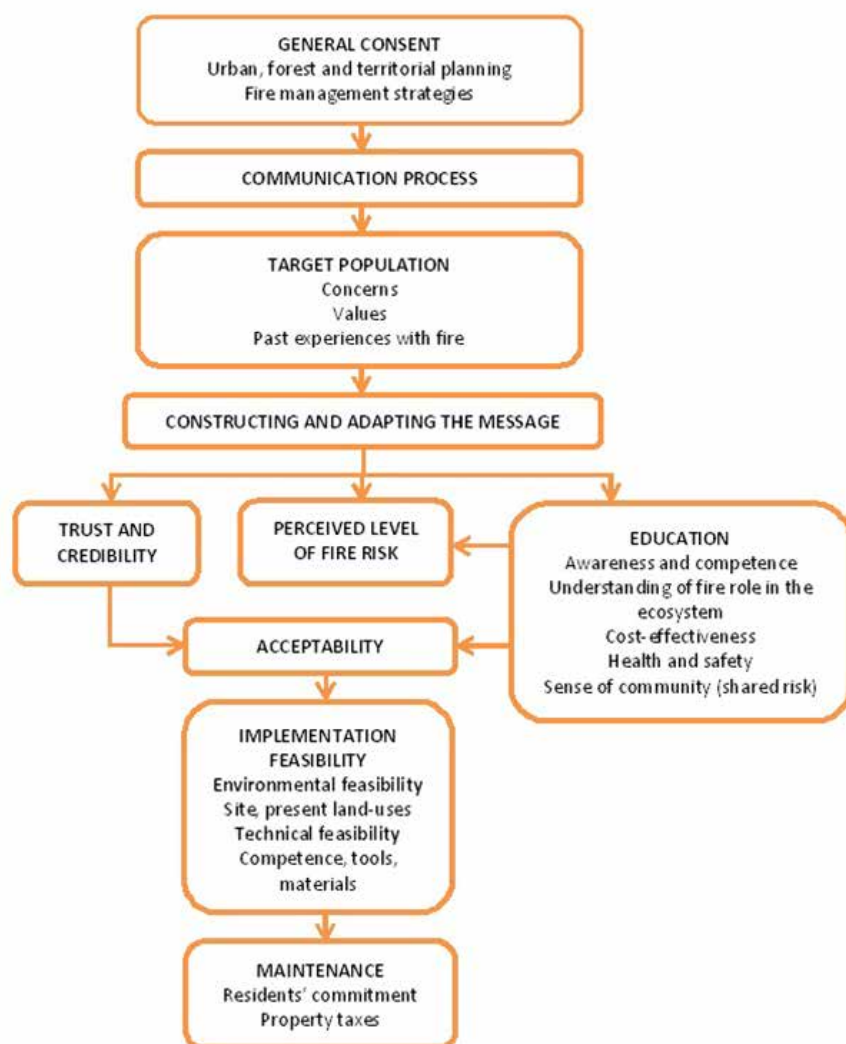 GENERAL CONSENT
Urban, forest and territorial planning
Fire management strategies
COMMUNICATION PROCESS
TARGET POPULATION
Concerns
Values
Past experiences with fire
CONSTRUCTING AND ADAPTING THE MESSAGE
TRUST AND
CREDIBILITY
PERCEIVED LEVEL
OF FIRE RISK
EDUCATION
Awareness and competence
Understanding of fire role in the
ecosystem
Cost-effectiveness
Health and safety
Sense of community (shared risk)
ACCEPTABILITY
IMPLEMENTATION
FEASIBILITY
Environmental feasibility
Site, present land-uses
Technical feasibility
Competence, tools,
materials
MAINTENANCE
Residents' commitment
Property taxes